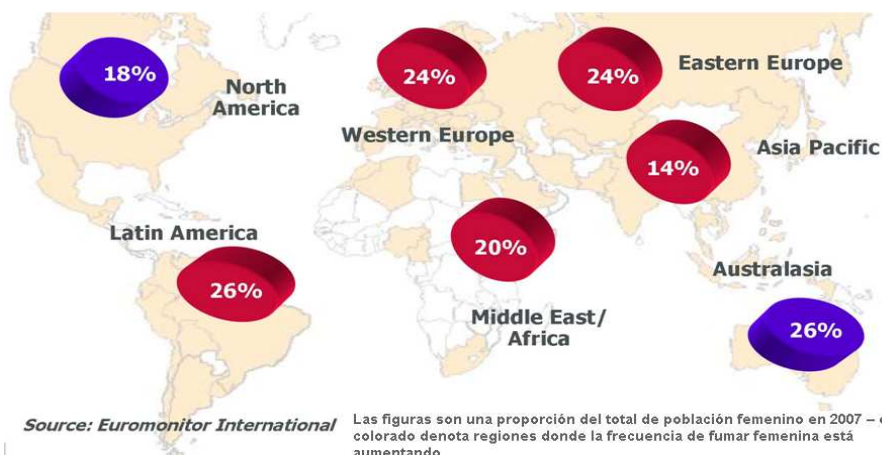 18%
North
America
24%
Western Europe
24%
Eastern Europe
14%
Asia Pacific
Latin America
26%
20%
Middle East/
Africa
Australasia
26%
Source: Euromonitor International
Las figuras son una proporción del total de población femenino en 2007 –
colorado denota regiones donde la frecuencia de fumar femenina está
aumentando